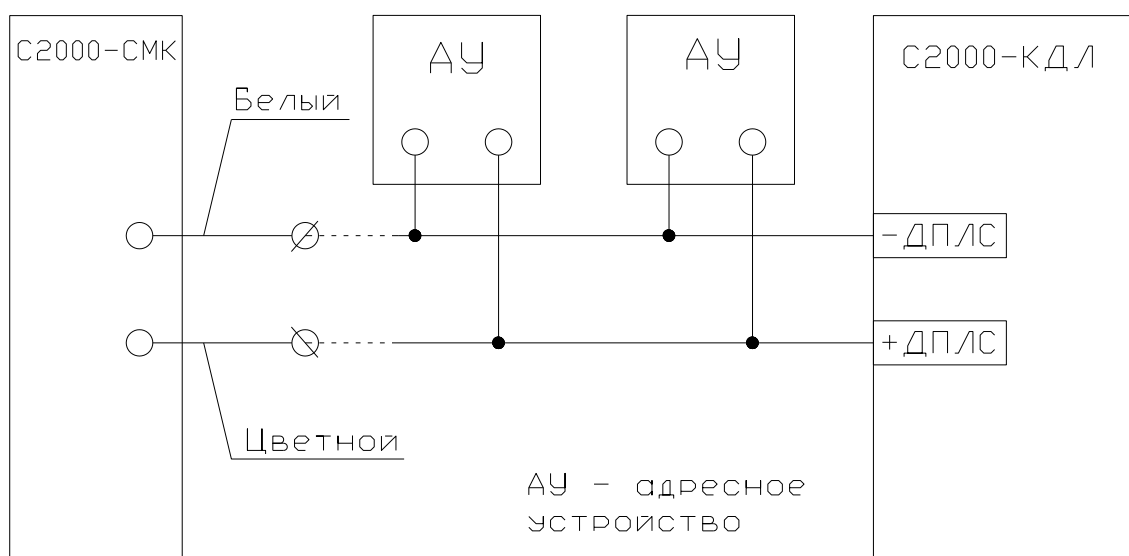 С2000-СМК
АУ
АУ
С2000-КДЛ
Белый
-ДПЛС
+ДПЛС
Цветной
АУ - адресное
устройство